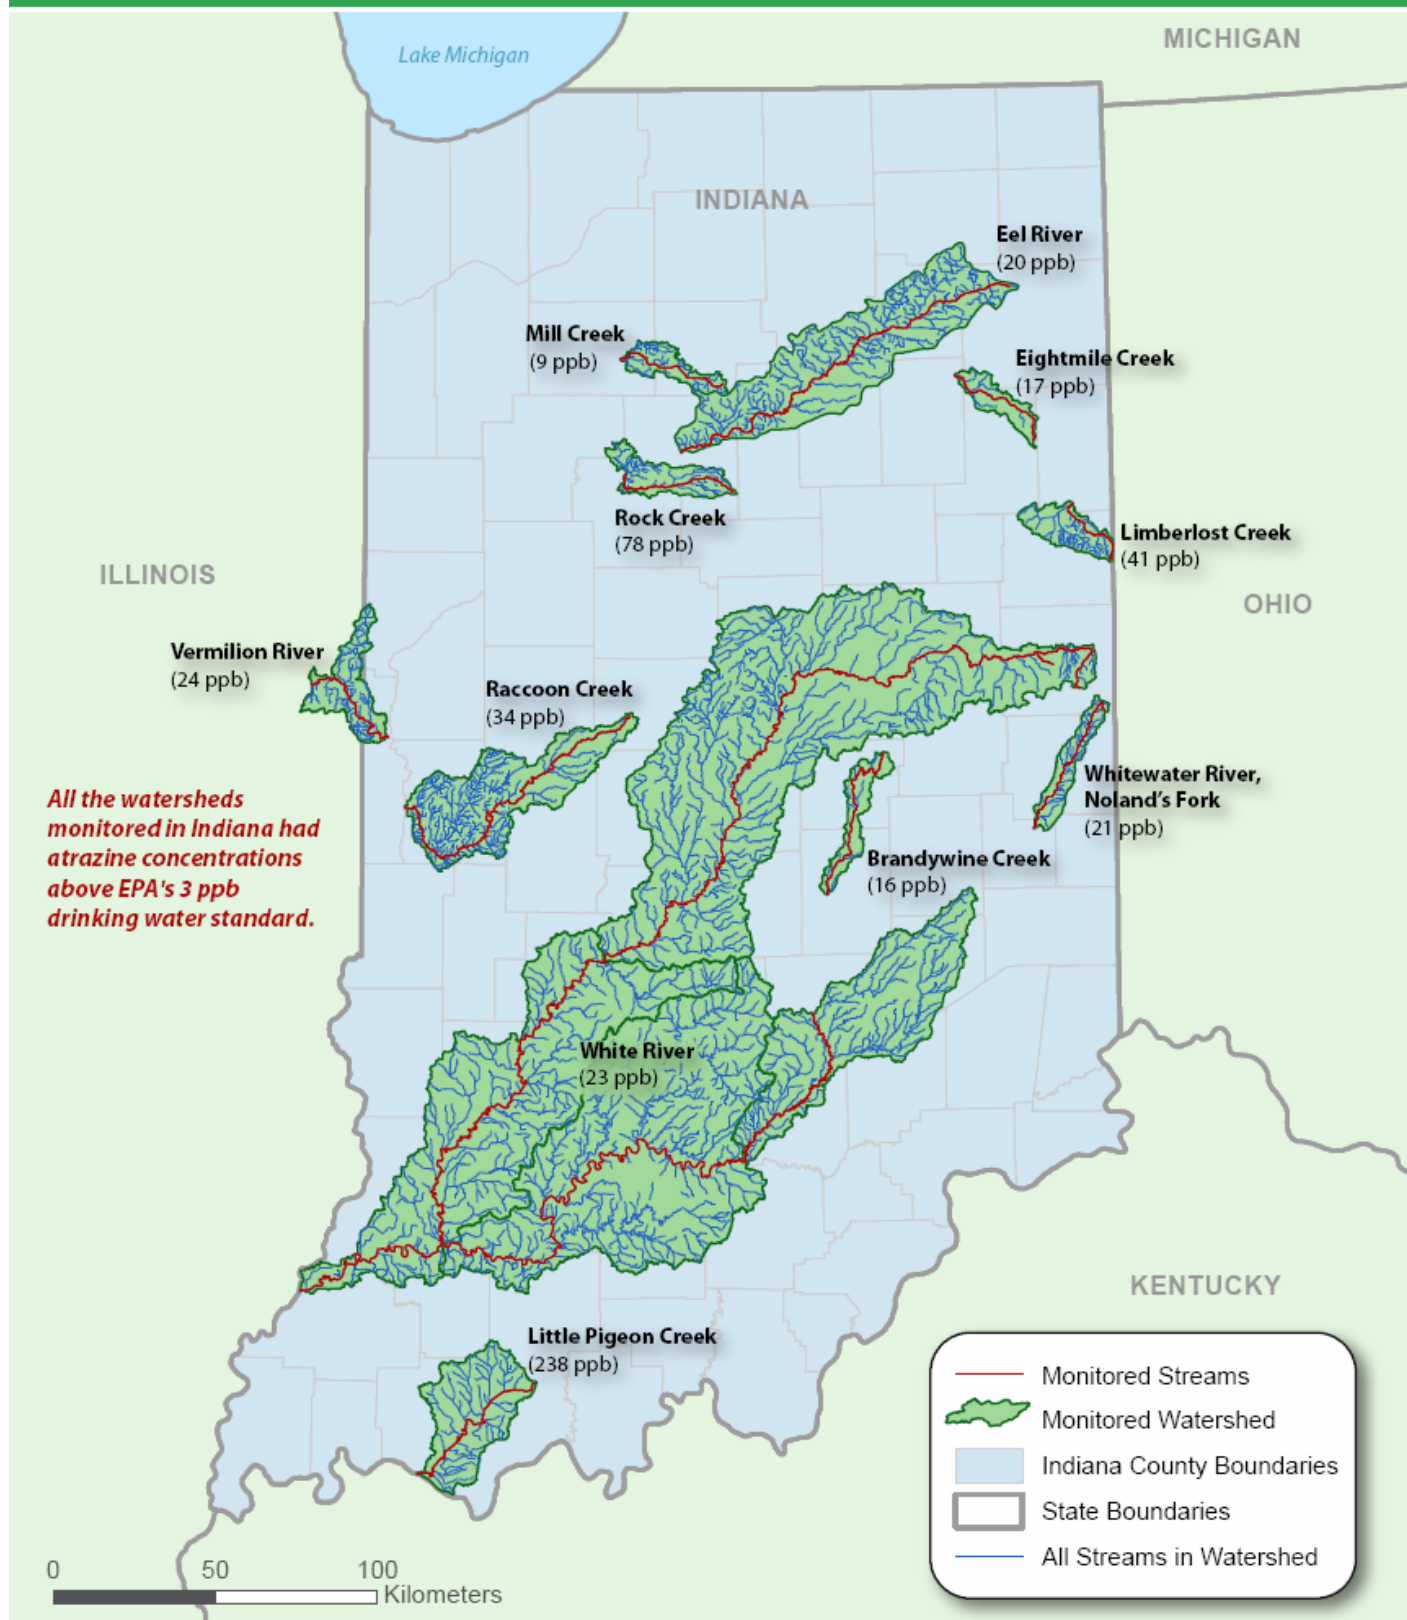 Lake Michigan
MICHIGAN
INDIANA
Eel River
(20 ppb)
Mill Creek
(9 ppb)
Eightmile Creek
(17 ppb)
Rock Creek
(78 ppb)
Limberlost Creek
(41 ppb)
ILLINOIS
OHIO
Vermilion River
(24 ppb)
Raccoon Creek
(34 ppb)
Whitewater River,
Noland's Fork
(21 ppb)
All the watersheds
monitored in Indiana had
atrazine concentrations
above EPA's 3 ppb
drinking water standard.
Brandywine Creek
(16 ppb)
White River
(23 ppb)
KENTUCKY
Little Pigeon Creek
(238 ppb)
Monitored Streams
Monitored Watershed
Indiana County Boundaries
State Boundaries
All Streams in Watershed
0 50 100
Kilometers